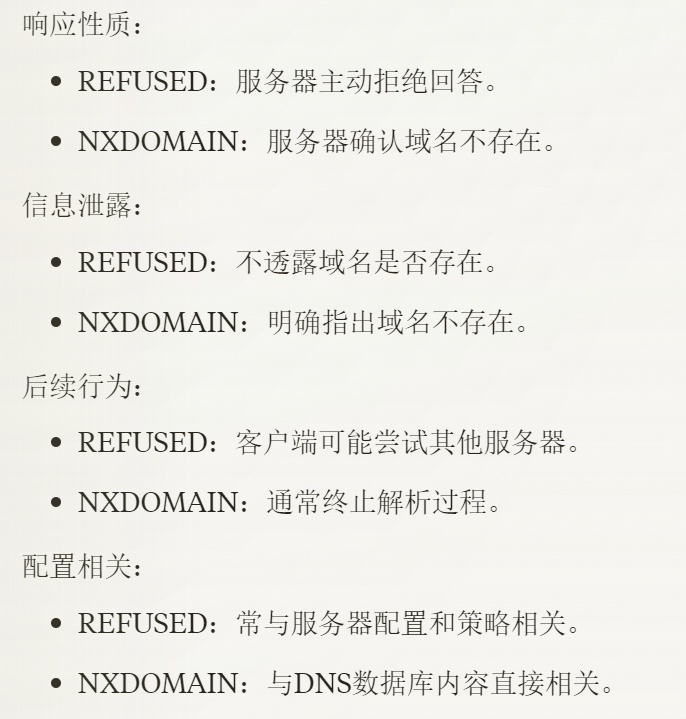 响应性质：
• REFUSED：服务器主动拒绝回答。
• NXDOMAIN：服务器确认域名不存在。
信息泄露：
• REFUSED：不透露域名是否存在。
• NXDOMAIN：明确指出域名不存在。
后续行为：
• REFUSED：客户端可能尝试其他服务器。
• NXDOMAIN：通常终止解析过程。
配置相关：
• REFUSED：常与服务器配置和策略相关。
• NXDOMAIN：与DNS数据库内容直接相关。